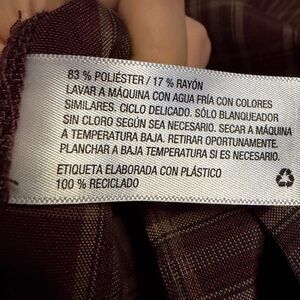 83 % POLIÉSTER / 17 % RAYÓN
LAVAR A MÁQUINA CON AGUA FRÍA CON COLORES
SIMILARES. CICLO DELICADO. SÓLO BLANQUEADOR
SIN CLORO SEGÚN SEA NECESARIO. SECAR A MÁQUINA
A TEMPERATURA BAJA. RETIRAR OPORTUNAMENTE.
PLANCHAR A BAJA TEMPERATURA SI ES NECESARIO.
ETIQUETA ELABORADA CON PLÁSTICO
100 % RECICLADO